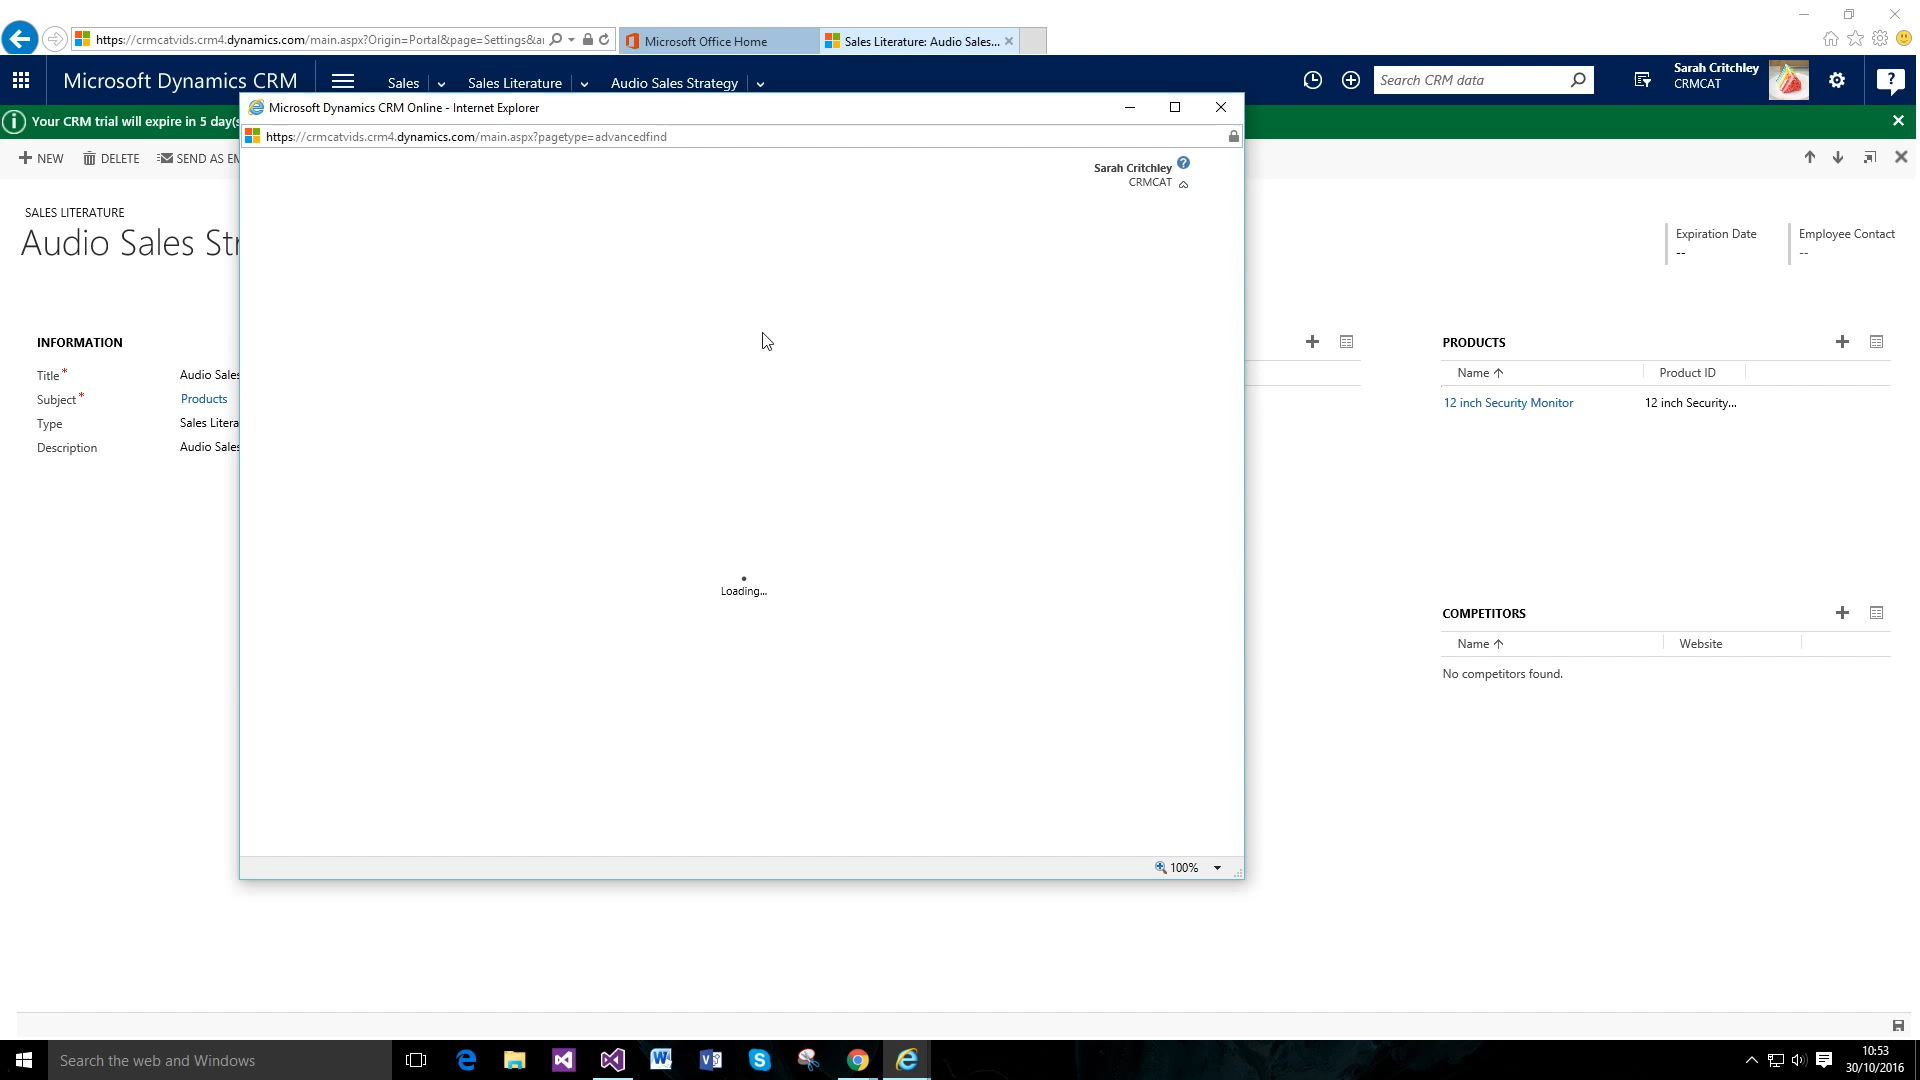 https://crmcatvids.crm4.dynamics.com/main.aspx?Origin=Portal&page=Settings&ar
Microsoft Office Home
Sales Literature: Audio Sales...
Microsoft Dynamics CRM
Sales
Sales Literature
Audio Sales Strategy
Search CRM data
Sarah Critchley
CRMCAT
Your CRM trial will expire in 5 day(s
Microsoft Dynamics CRM Online - Internet Explorer
https://crmcatvids.crm4.dynamics.com/main.aspx?pagetype=advancedfind
NEW
DELETE
SEND AS EM
Sarah Critchley
CRMCAT
SALES LITERATURE
Audio Sales Str
Expiration Date
--
Employee Contact
--
INFORMATION
Title*
Audio Sales
Subject*
Products
Type
Sales Litera
Description
Audio Sales
PRODUCTS
Name
Product ID
12 inch Security Monitor
12 inch Security...
Loading...
COMPETITORS
Name
Website
No competitors found.
100%
Search the web and Windows
10:53
30/10/2016